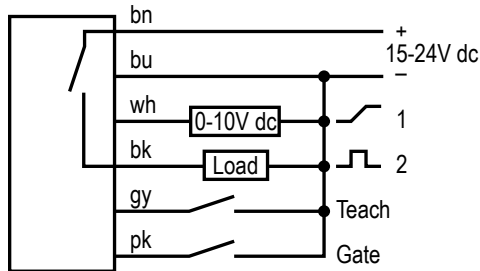 bn
+
15-24V dc
bu
–
wh
0-10V dc
1
bk
Load
2
gy
Teach
pk
Gate